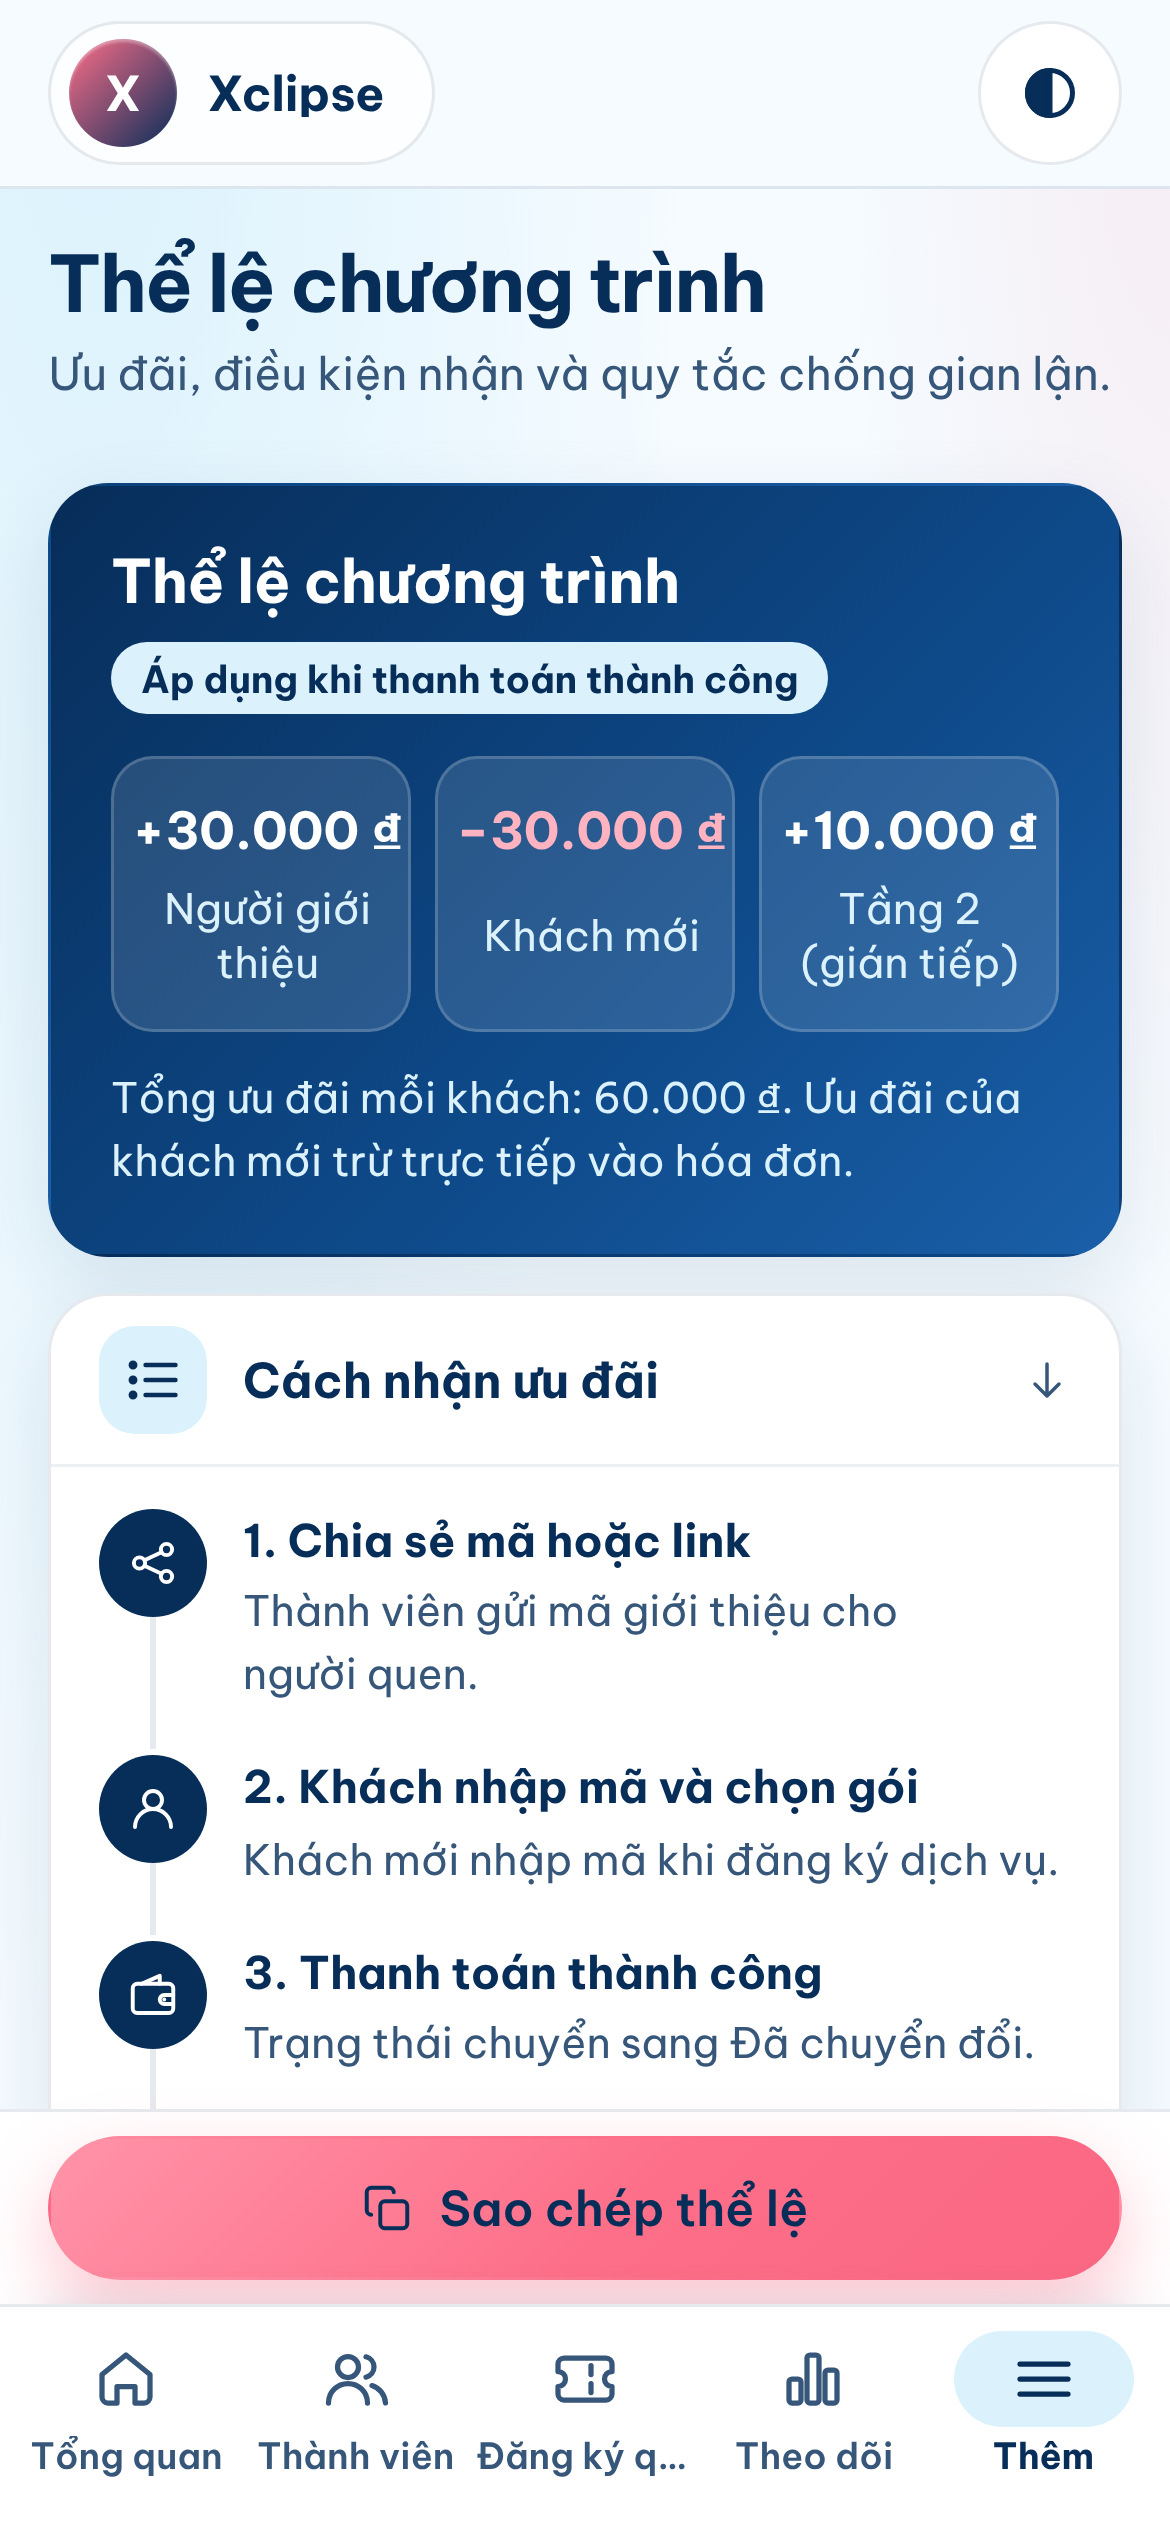 X Xclipse
Thể lệ chương trình
Ưu đãi, điều kiện nhận và quy tắc chống gian lận.
Thể lệ chương trình
Áp dụng khi thanh toán thành công
+30.000 ₫
Người giới
thiệu
−30.000 ₫
Khách mới
+10.000 ₫
Tầng 2
(gián tiếp)
Tổng ưu đãi mỗi khách: 60.000 ₫. Ưu đãi của
khách mới trừ trực tiếp vào hóa đơn.
Cách nhận ưu đãi
1. Chia sẻ mã hoặc link
Thành viên gửi mã giới thiệu cho
người quen.
2. Khách nhập mã và chọn gói
Khách mới nhập mã khi đăng ký dịch vụ.
3. Thanh toán thành công
Trạng thái chuyển sang Đã chuyển đổi.
Sao chép thể lệ
Tổng quan
Thành viên
Đăng ký q...
Theo dõi
Thêm